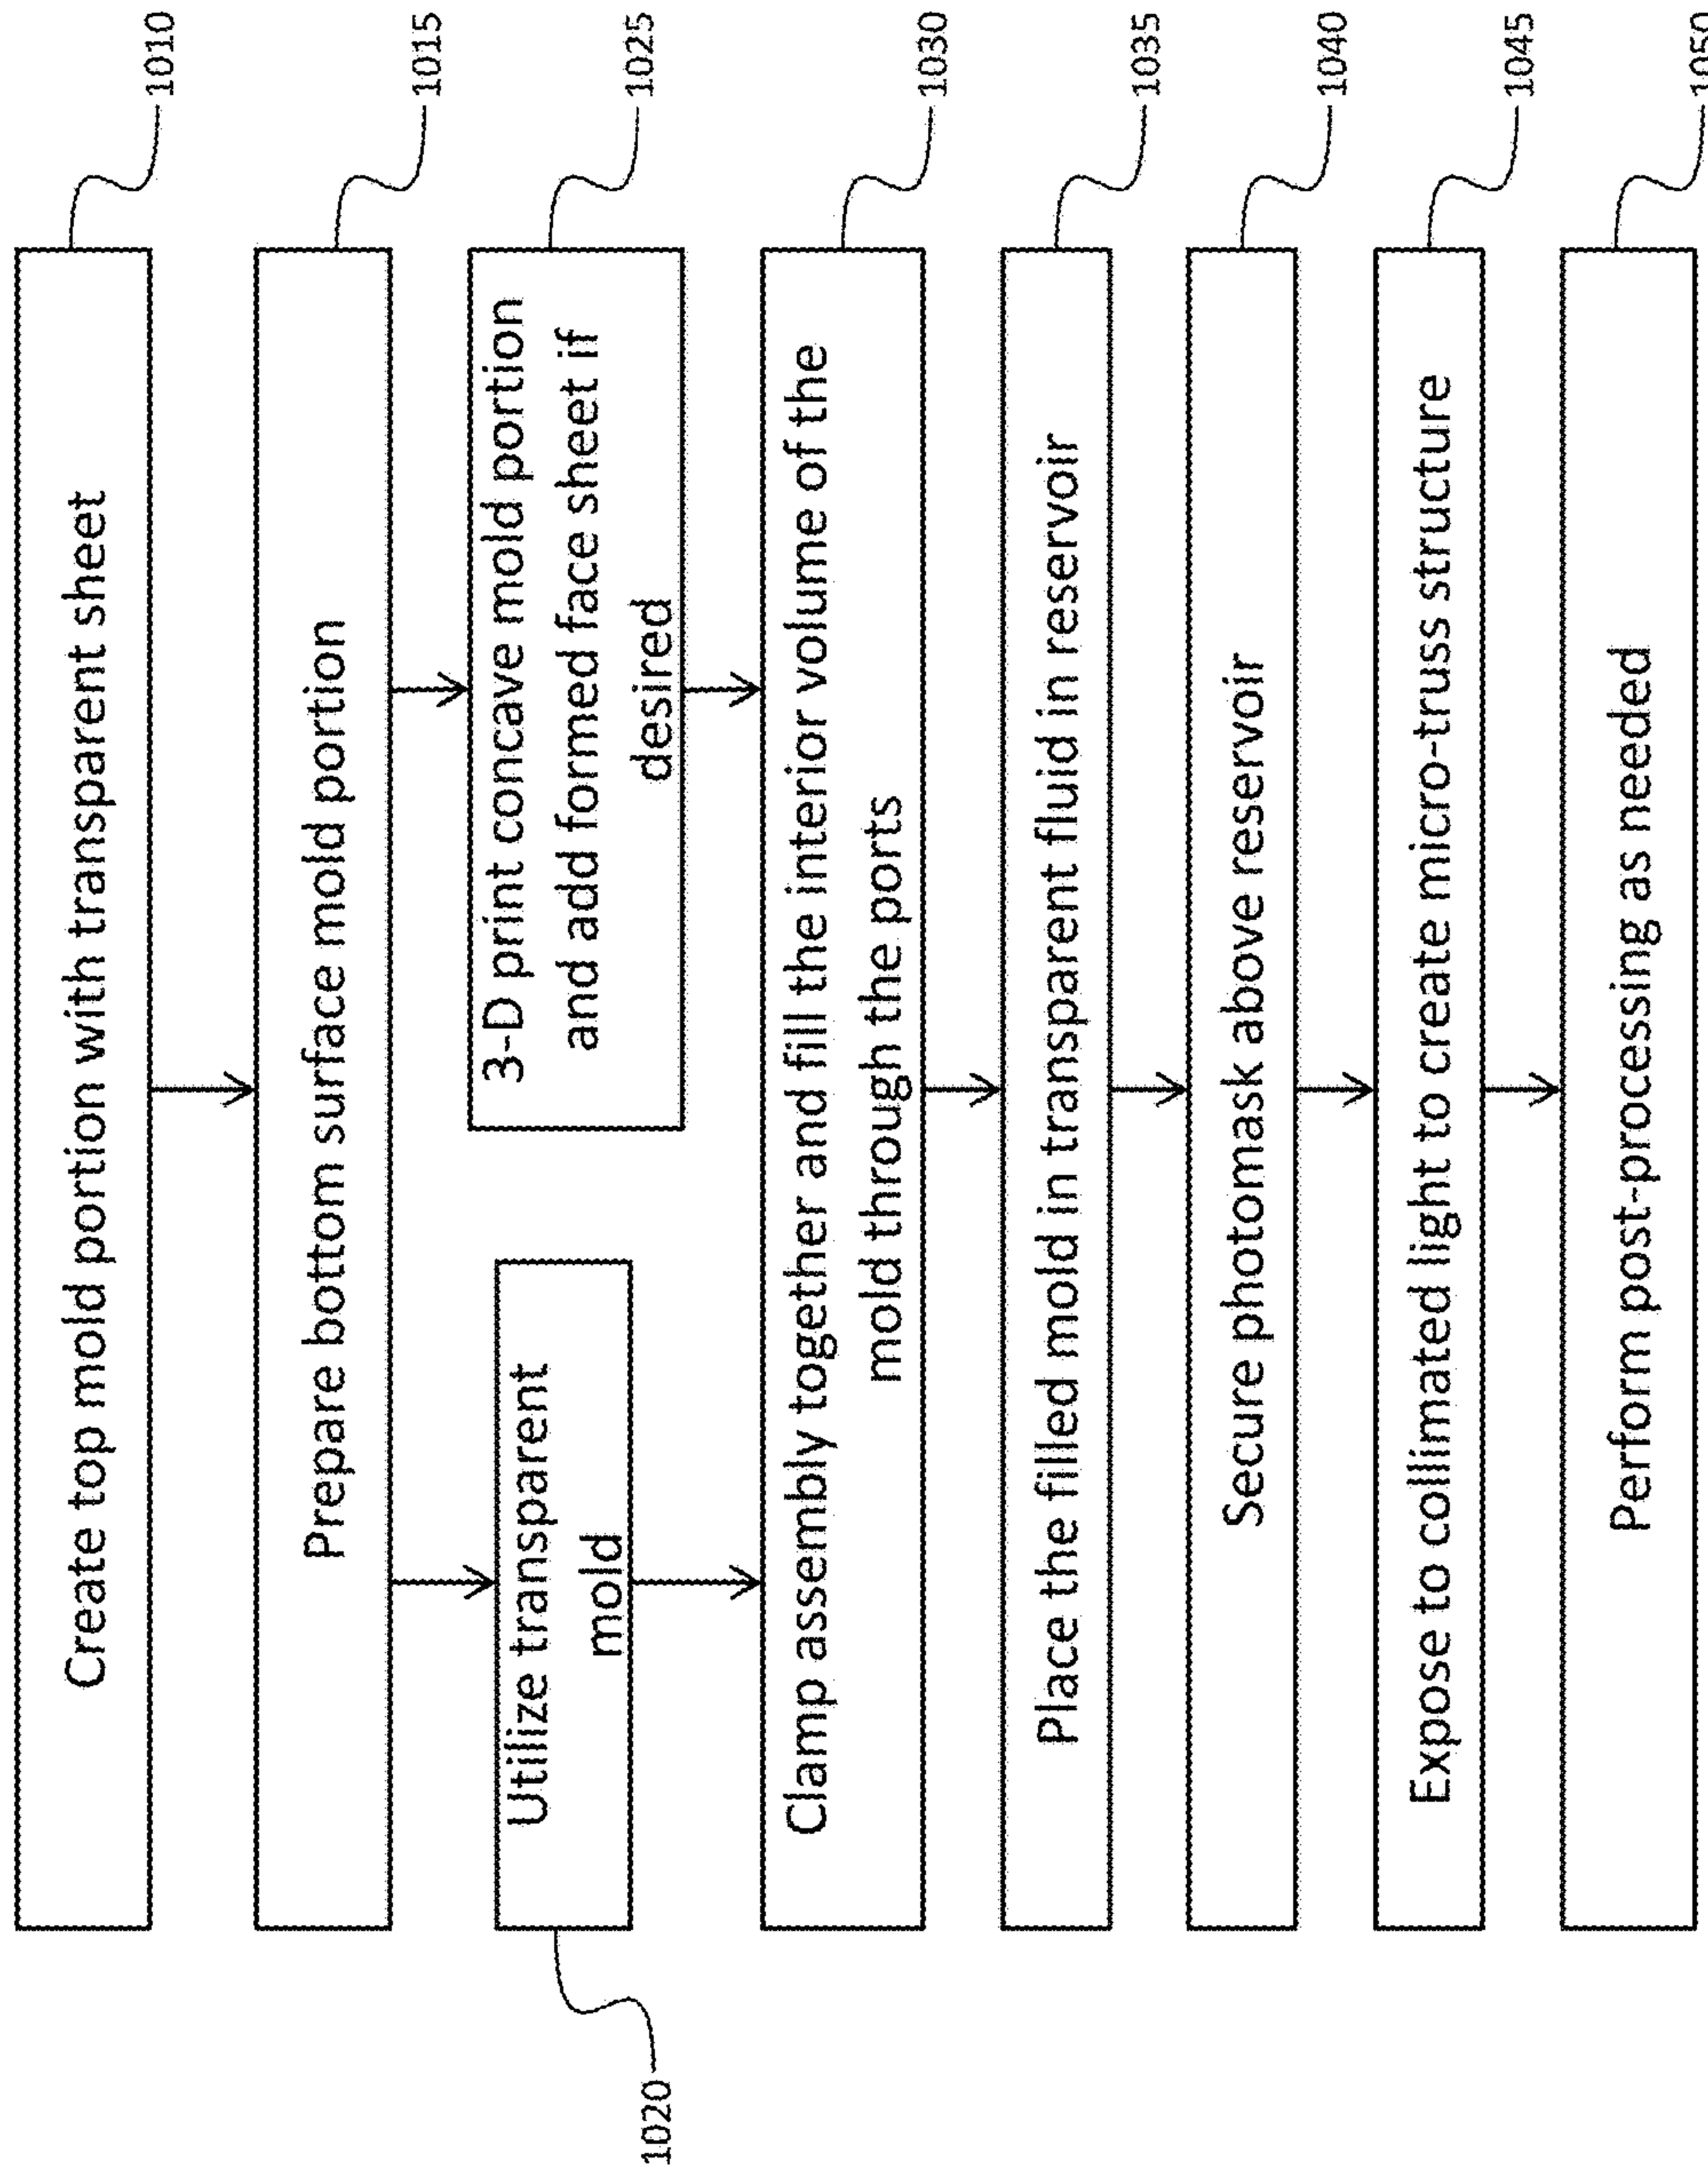 Create top mold portion with transparent sheet
1010
Prepare bottom surface mold portion
1015
1020
Utilize transparent
mold
3-D print concave mold portion
and add formed face sheet if
desired
1025
Clamp assembly together and fill the interior volume of the
mold through the ports
1030
Place the filled mold in transparent fluid in reservoir
1035
Secure photomask above reservoir
1040
Expose to collimated light to create micro-truss structure
1045
Perform post-processing as needed
1050